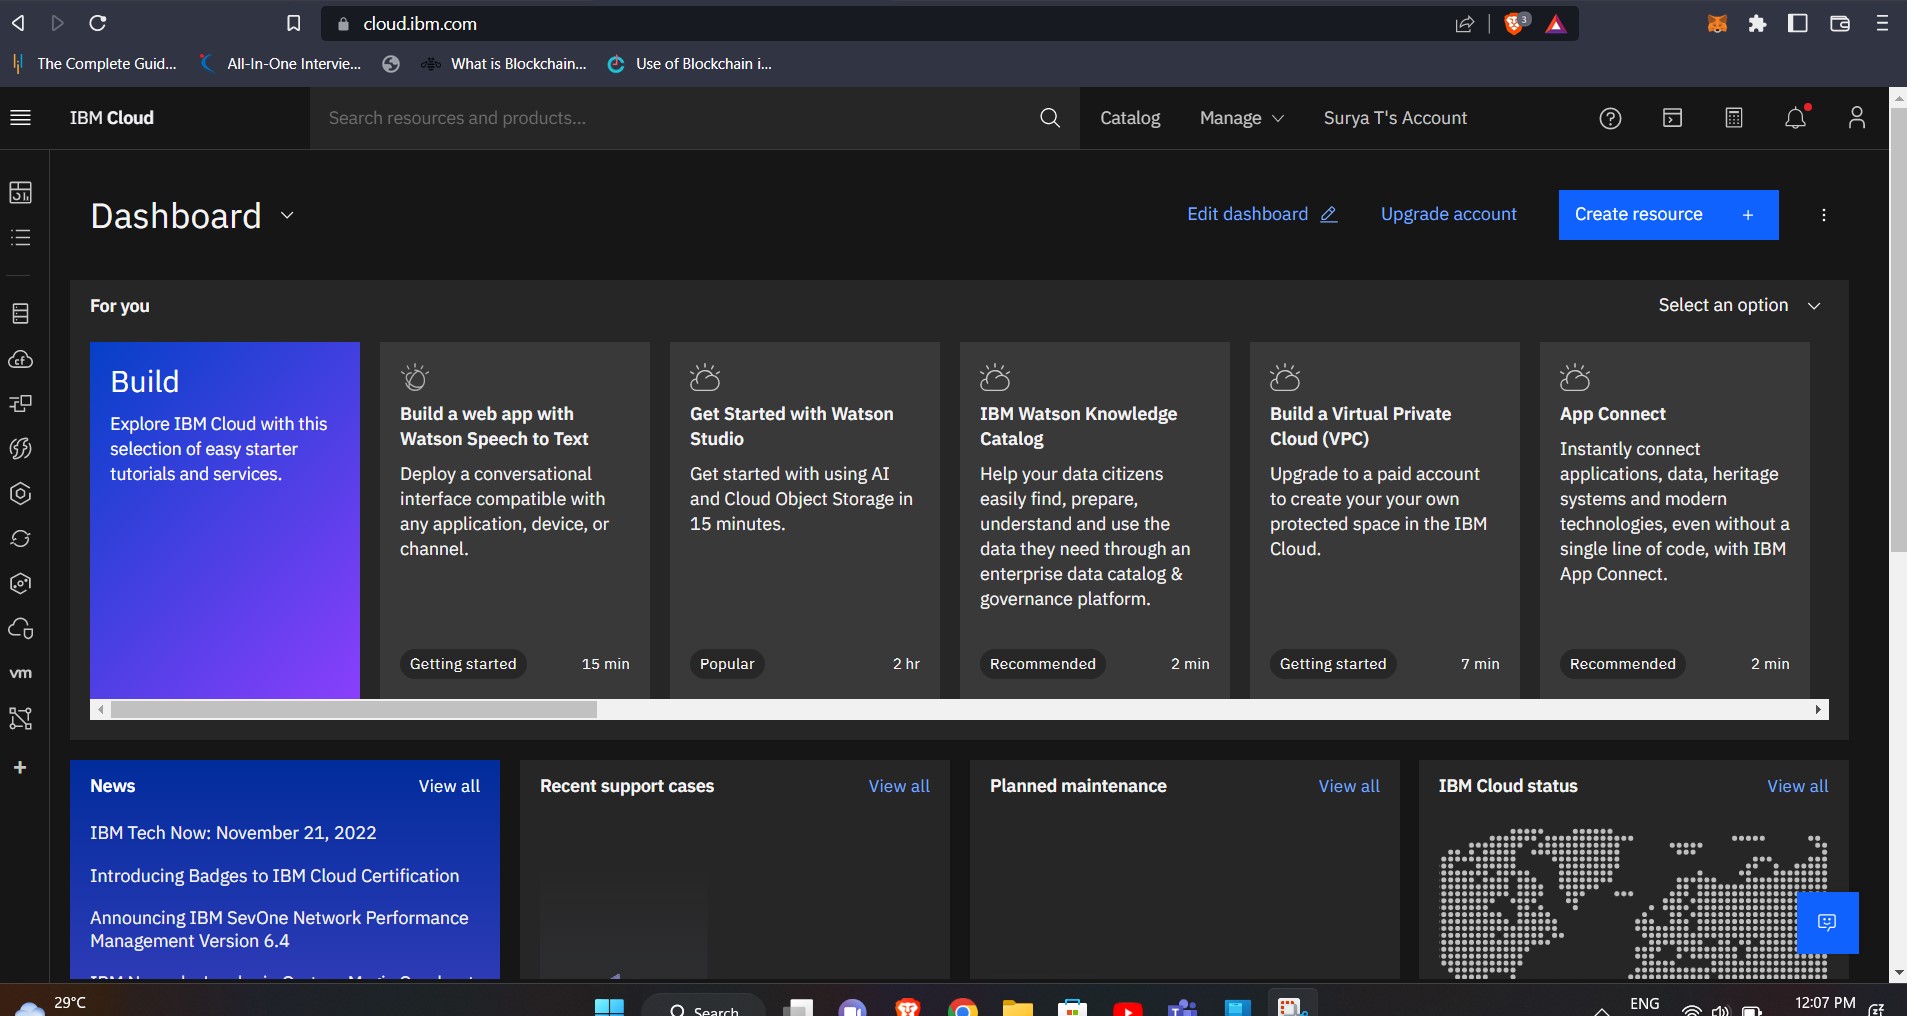 cloud.ibm.com
3
The Complete Guid...
All-In-One Intervie...
What is Blockchain...
Use of Blockchain i...
IBM Cloud
Search resources and products...
Catalog
Manage
Surya T's Account
Dashboard
Edit dashboard
Upgrade account
Create resource +
For you
Select an option
Build
Explore IBM Cloud with this
selection of easy starter
tutorials and services.
Build a web app with
Watson Speech to Text
Deploy a conversational
interface compatible with
any application, device, or
channel.
Getting started
15 min
Get Started with Watson
Studio
Get started with using AI
and Cloud Object Storage in
15 minutes.
Popular
2 hr
IBM Watson Knowledge
Catalog
Help your data citizens
easily find, prepare,
understand and use the
data they need through an
enterprise data catalog &
governance platform.
Recommended
2 min
Build a Virtual Private
Cloud (VPC)
Upgrade to a paid account
to create your your own
protected space in the IBM
Cloud.
Getting started
7 min
App Connect
Instantly connect
applications, data, heritage
systems and modern
technologies, even without a
single line of code, with IBM
App Connect.
Recommended
2 min
cf
vm
News
View all
IBM Tech Now: November 21, 2022
Introducing Badges to IBM Cloud Certification
Announcing IBM SevOne Network Performance
Management Version 6.4
Recent support cases
View all
Planned maintenance
View all
IBM Cloud status
View all
29°C
Search
ENG
12:07 PM